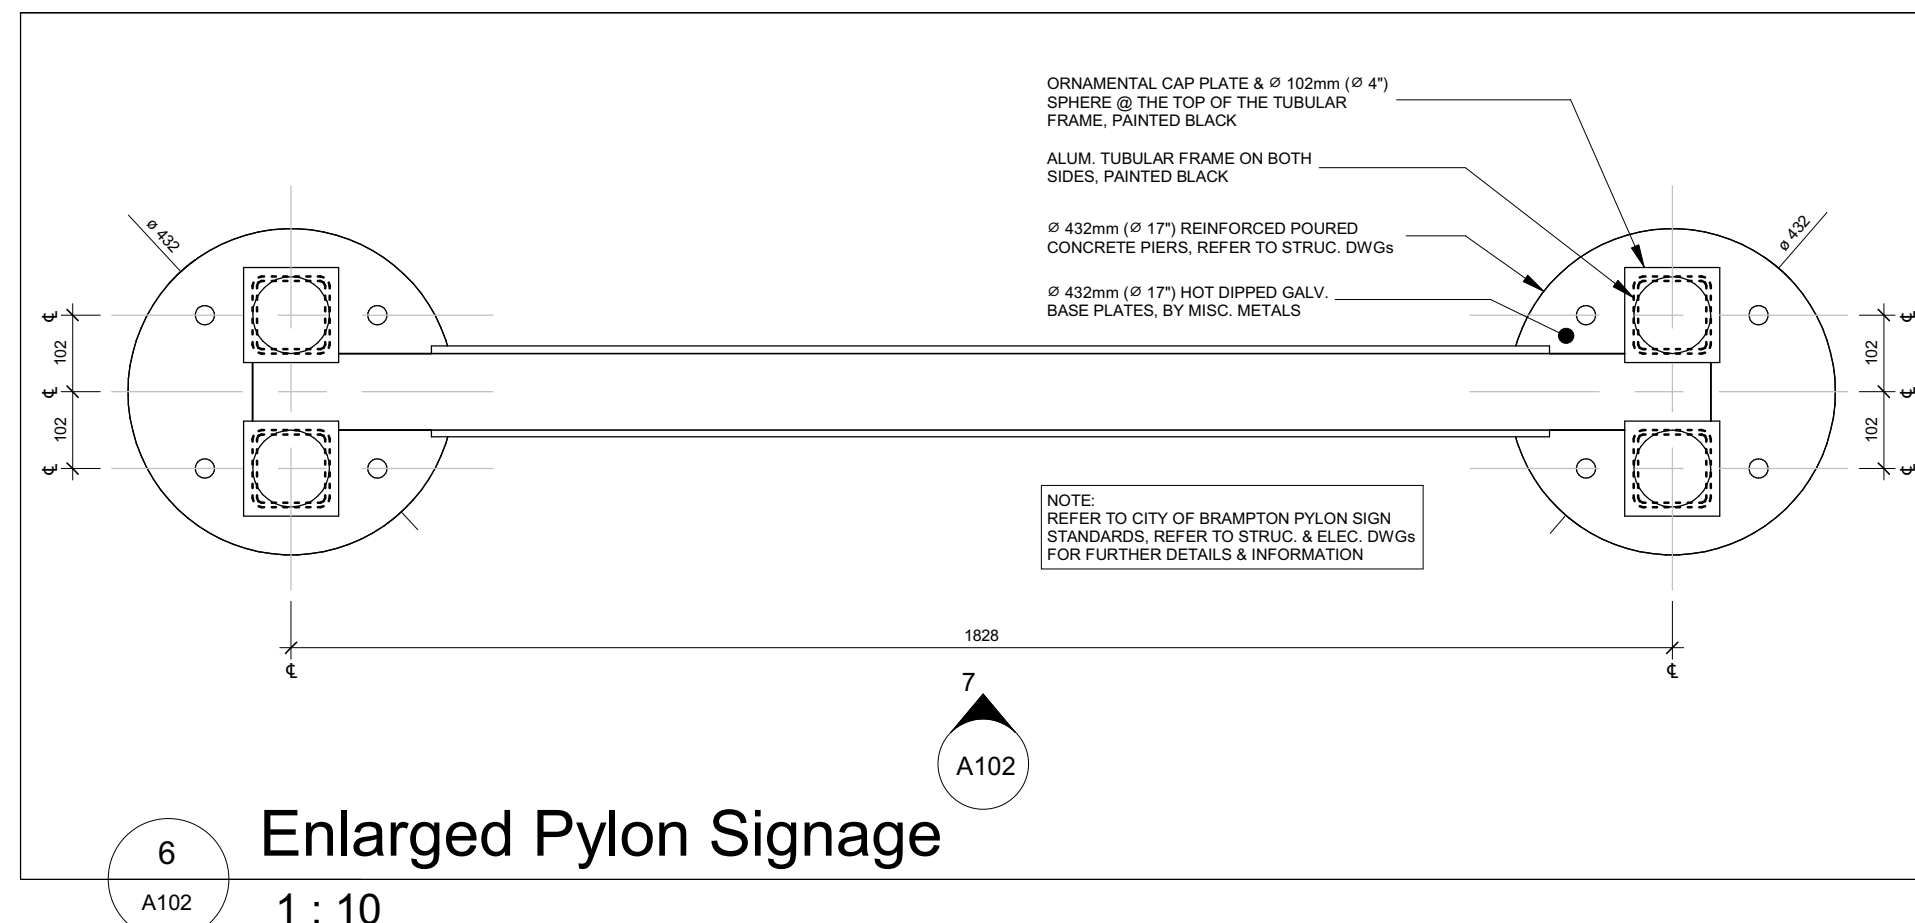 ORNAMENTAL CAP PLATE & Ø 102mm (Ø 4")
SPHERE @ THE TOP OF THE TUBULAR
FRAME, PAINTED BLACK
ALUM. TUBULAR FRAME ON BOTH
SIDES, PAINTED BLACK
Ø 432mm (Ø 17") REINFORCED POURED
CONCRETE PIERS, REFER TO STRUC. DWGs
Ø 432mm (Ø 17") HOT DIPPED GALV.
BASE PLATES, BY MISC. METALS
ø 432
ø 432
℄
102
℄
102
℄
℄
102
℄
102
℄
NOTE:
REFER TO CITY OF BRAMPTON PYLON SIGN
STANDARDS, REFER TO STRUC. & ELEC. DWGs
FOR FURTHER DETAILS & INFORMATION
1828
℄
℄
7
A102
6
A102
Enlarged Pylon Signage
1 : 10